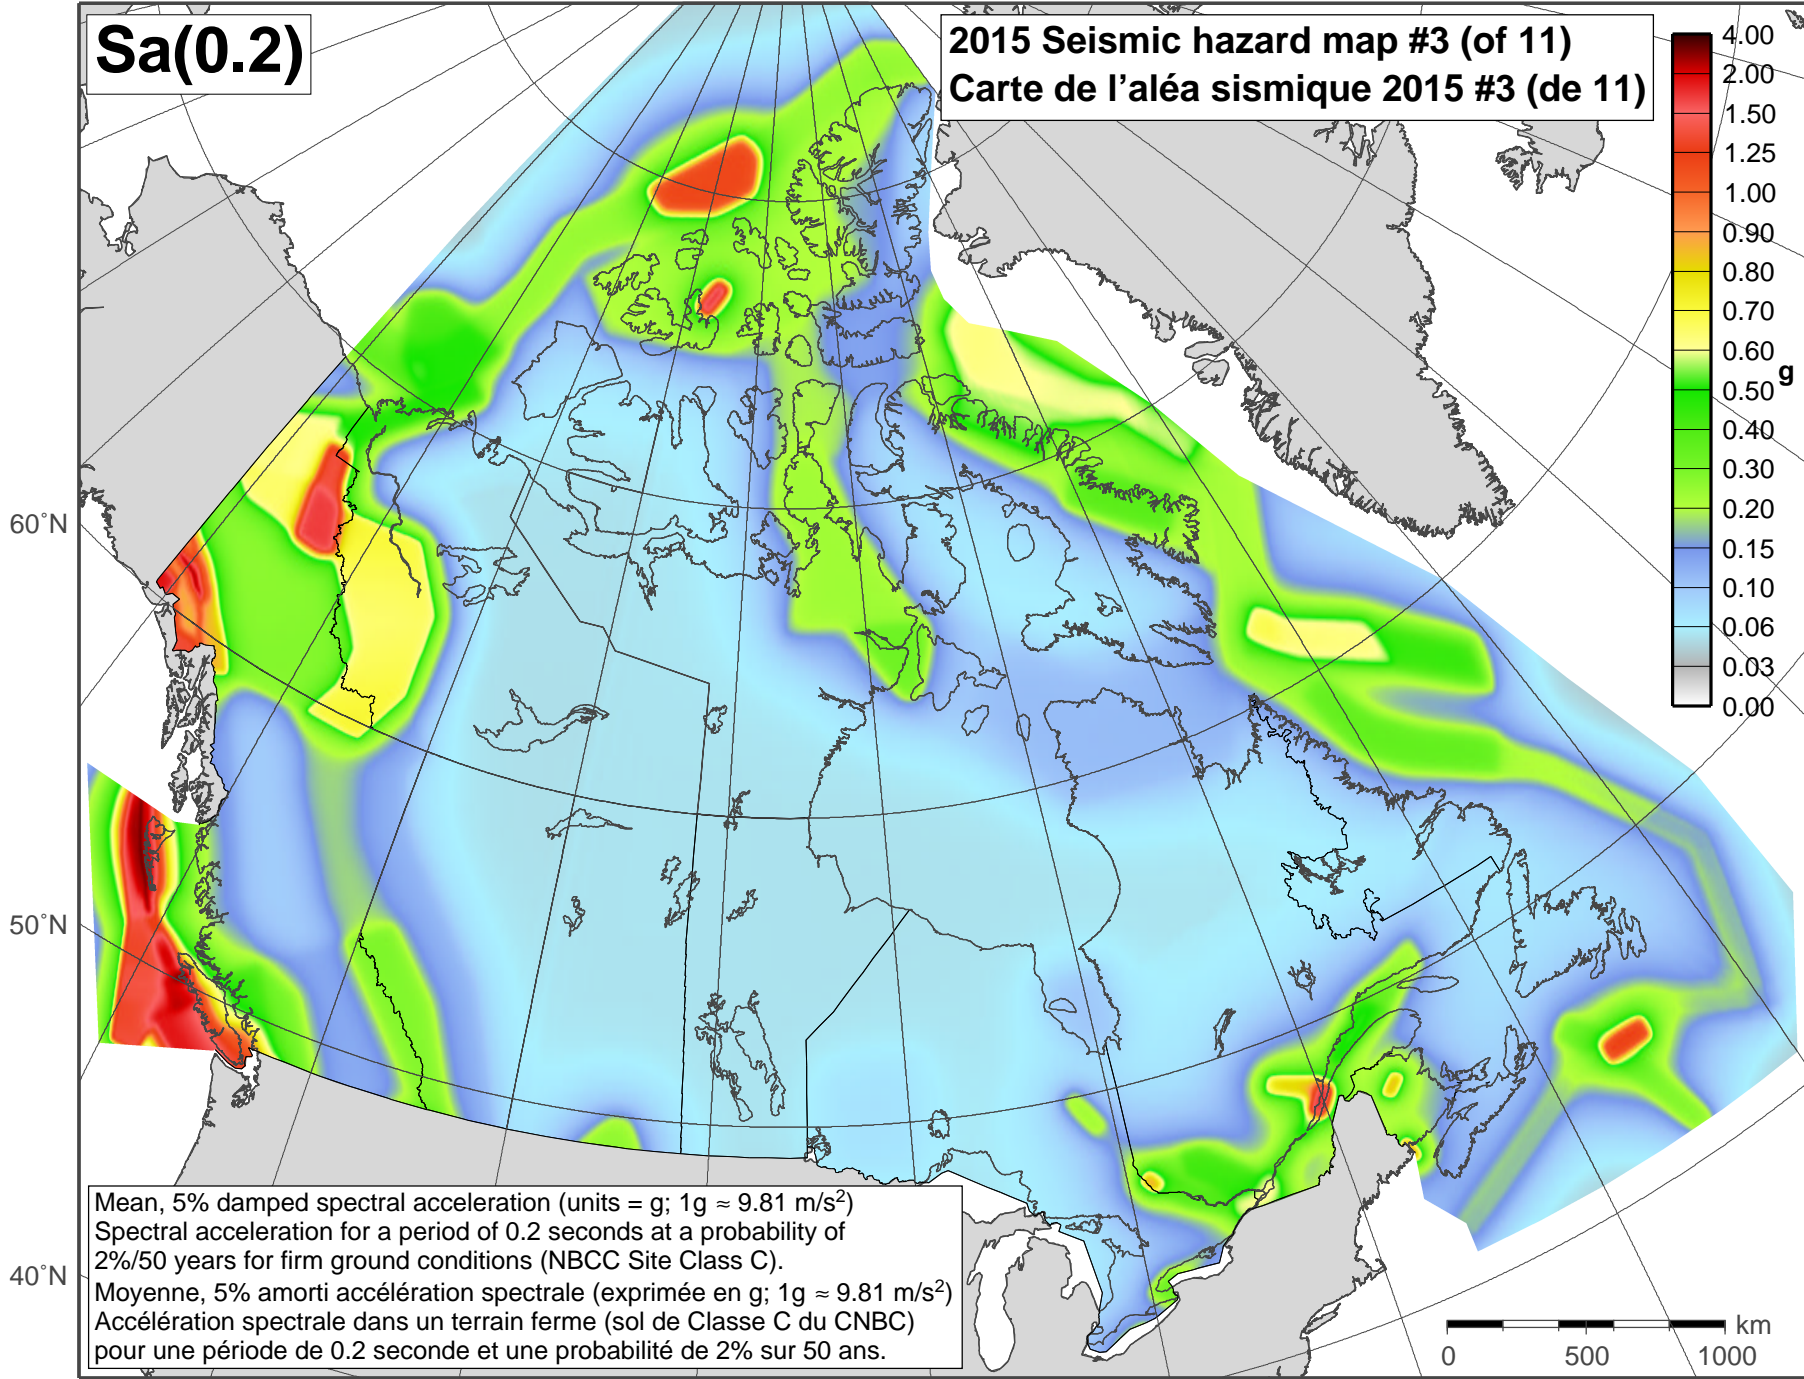 Sa(0.2)
2015 Seismic hazard map #3 (of 11)
Carte de l'aléa sismique 2015 #3 (de 11)
4.00
2.00
1.50
1.25
1.00
0.90
0.80
0.70
0.60
g
0.50
0.40
0.30
0.20
0.15
0.10
0.06
0.03
0.00
60°N
50°N
40°N
Mean, 5% damped spectral acceleration (units = g; 1g ≈ 9.81 m/s²)
Spectral acceleration for a period of 0.2 seconds at a probability of
2%/50 years for firm ground conditions (NBCC Site Class C).
Moyenne, 5% amorti accélération spectrale (exprimée en g; 1g ≈ 9.81 m/s²)
Accélération spectrale dans un terrain ferme (sol de Classe C du CNBC)
pour une période de 0.2 seconde et une probabilité de 2% sur 50 ans.
km
0 500 1000